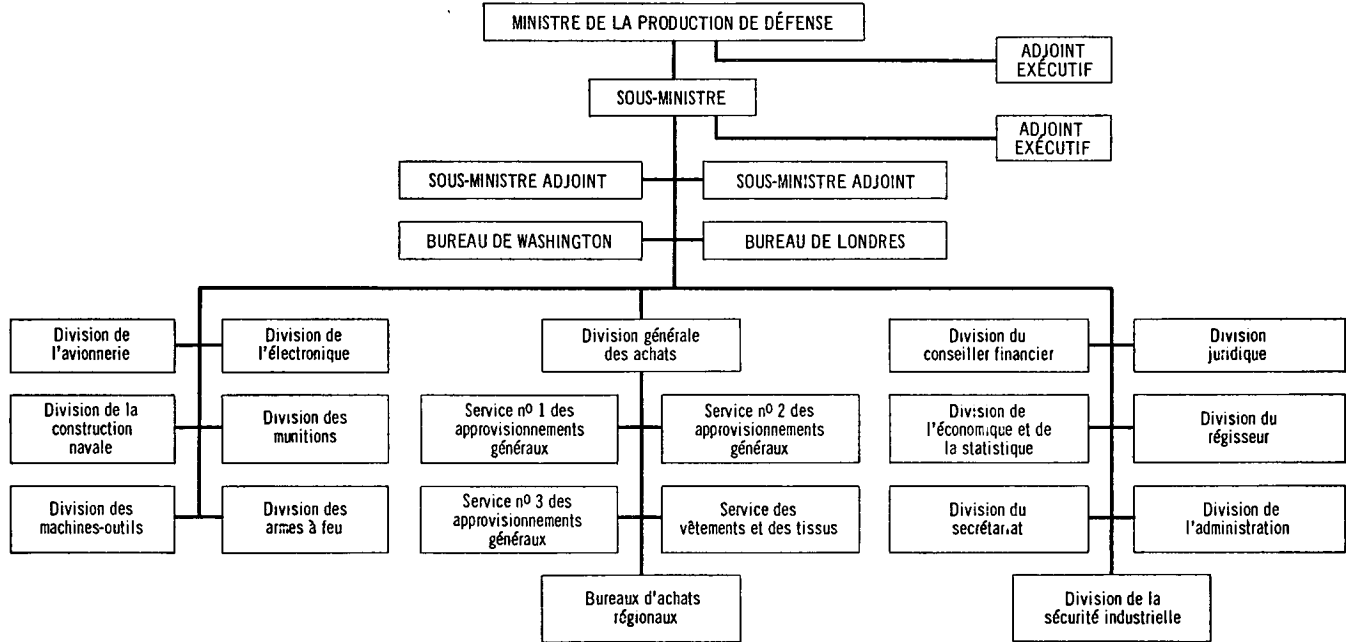 MINISTRE DE LA PRODUCTION DE DÉFENSE
ADJOINT
EXÉCUTIF
SOUS-MINISTRE
ADJOINT
EXÉCUTIF
SOUS-MINISTRE ADJOINT
SOUS-MINISTRE ADJOINT
BUREAU DE WASHINGTON
BUREAU DE LONDRES
Division de
l'avionnerie
Division de
l'électronique
Division générale
des achats
Division du
conseiller financier
Division
juridique
Division de la
construction
navale
Division des
munitions
Service nº 1 des
approvisionnements
généraux
Service nº 2 des
approvisionnements
généraux
Division de
l'économique et de
la statistique
Division du
régisseur
Division des
machines-outils
Division des
armes à feu
Service nº 3 des
approvisionnements
généraux
Service des
vêtements et des tissus
Division du
secrétariat
Division de
l'administration
Bureaux d'achats
régionaux
Division de la
sécurité industrielle